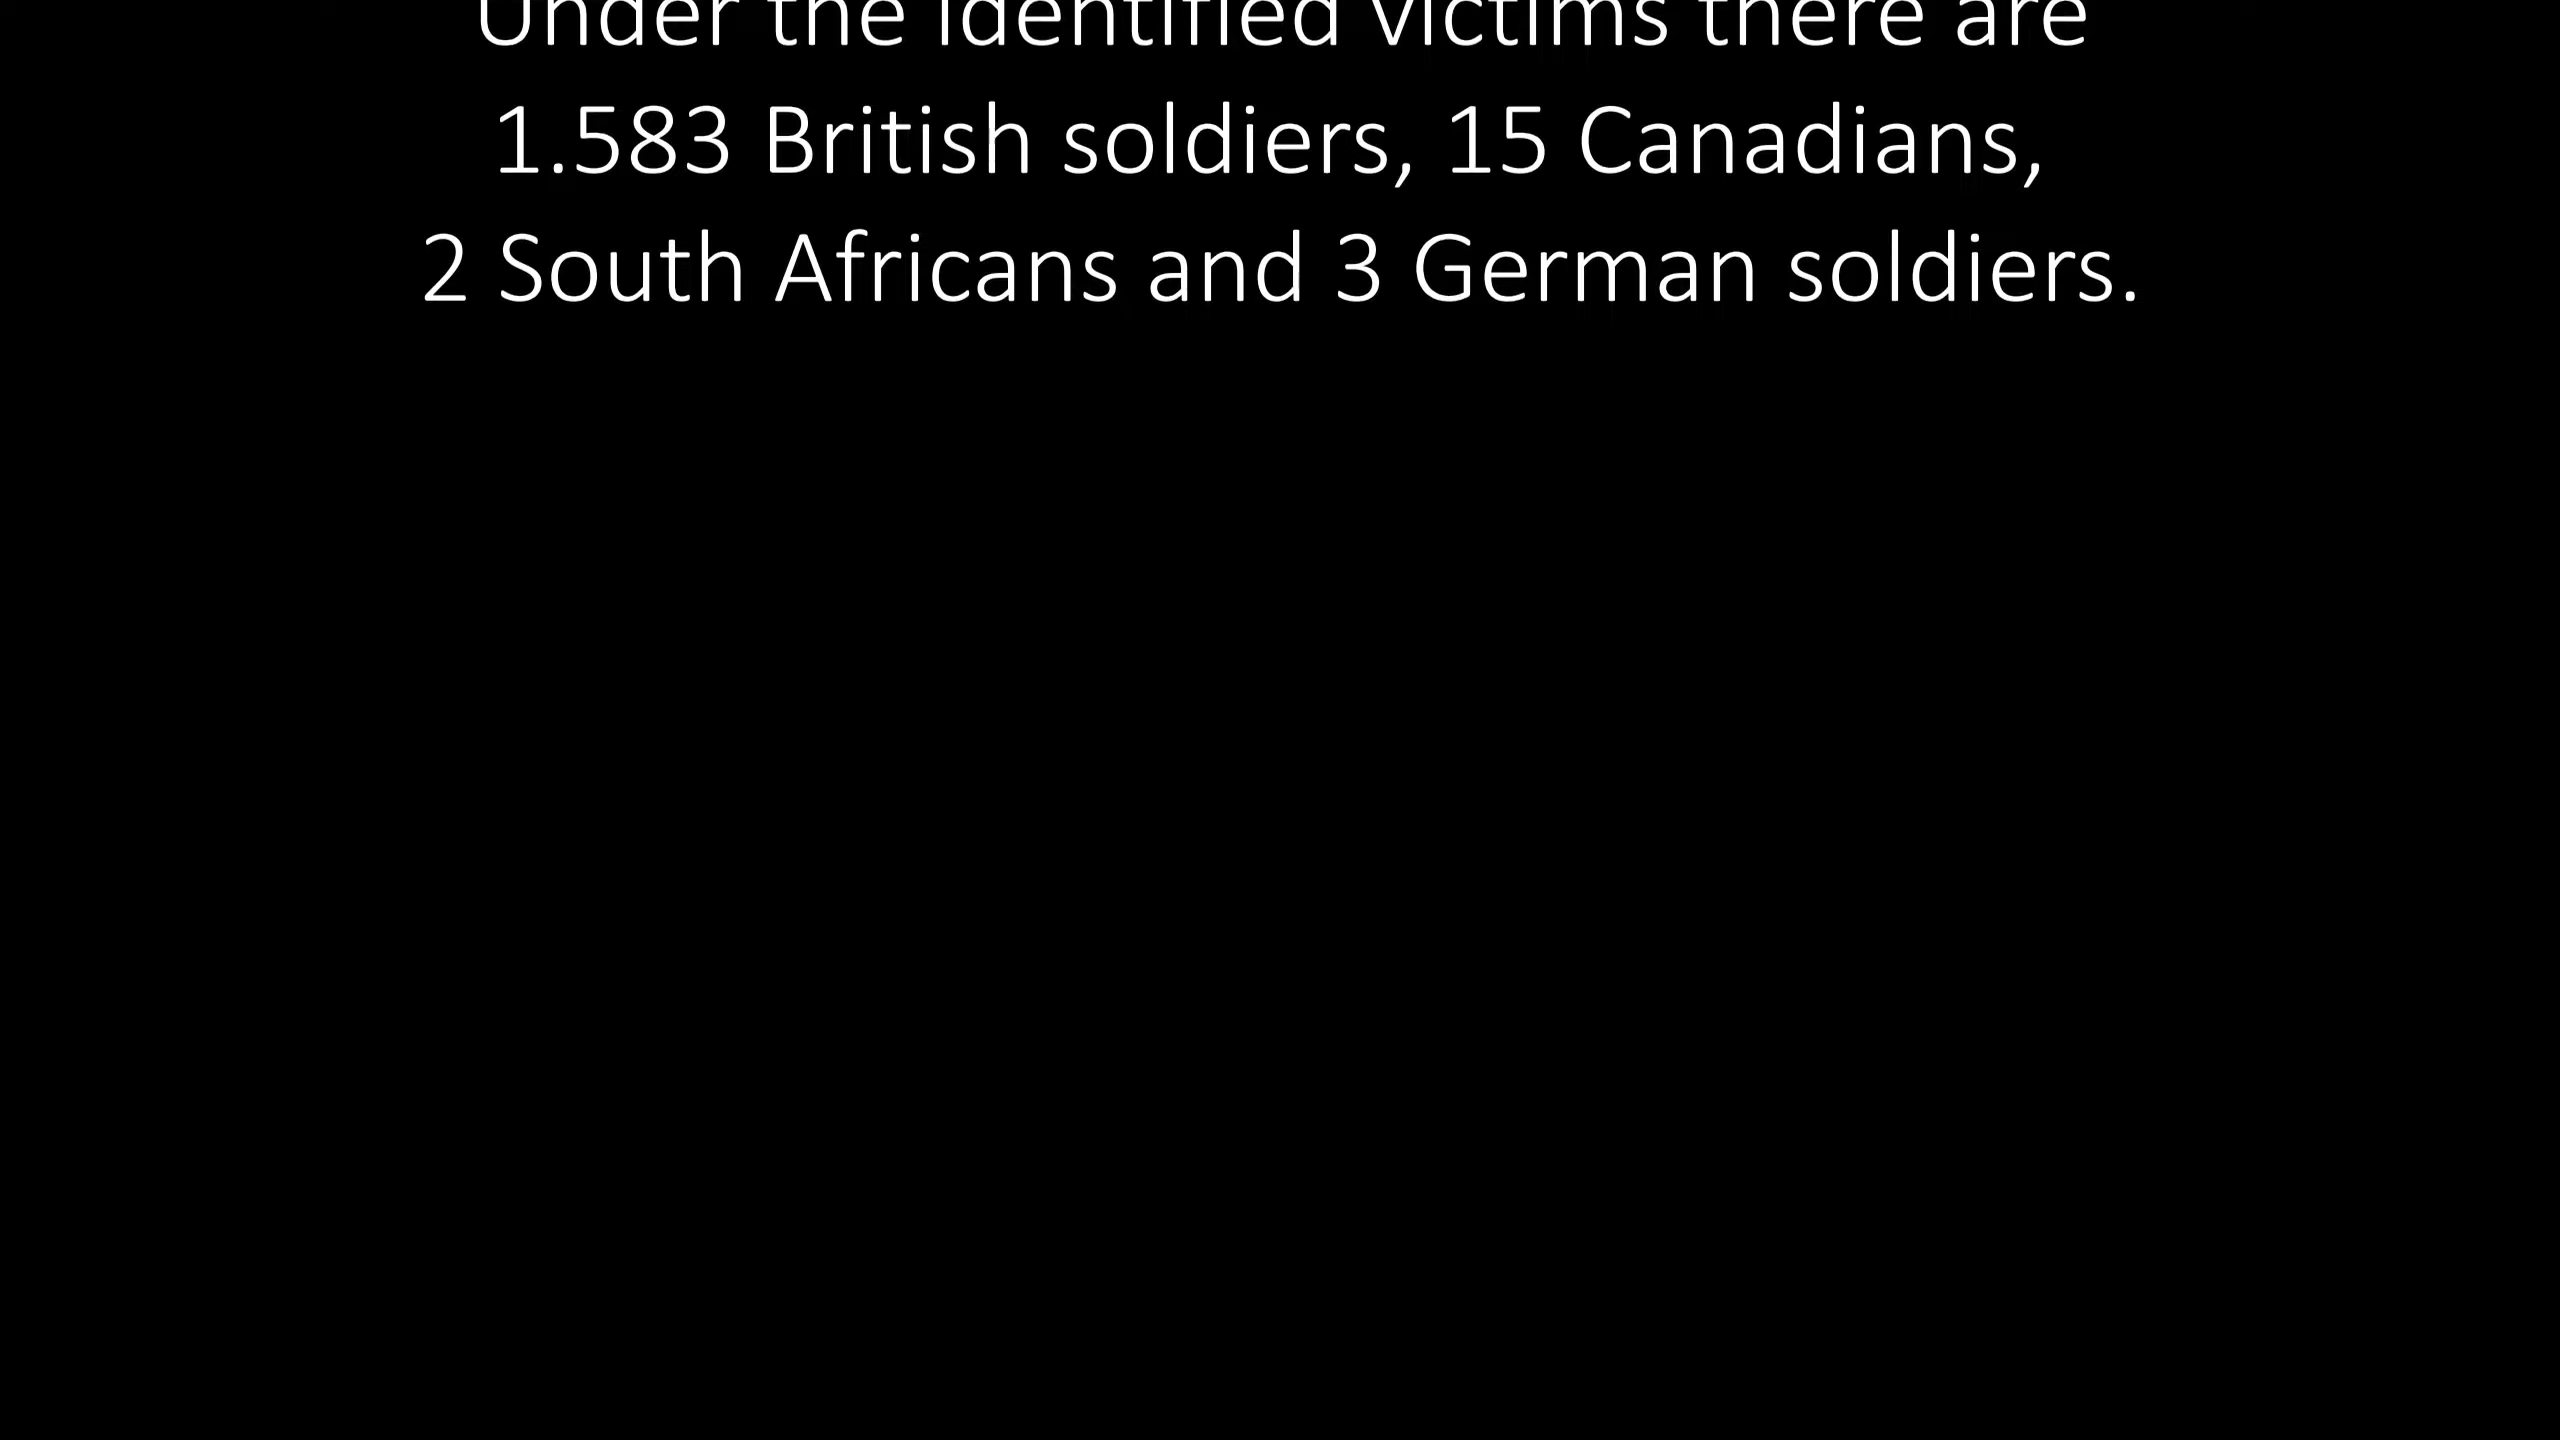 Under the identified victims there are
1.583 British soldiers, 15 Canadians,
2 South Africans and 3 German soldiers.